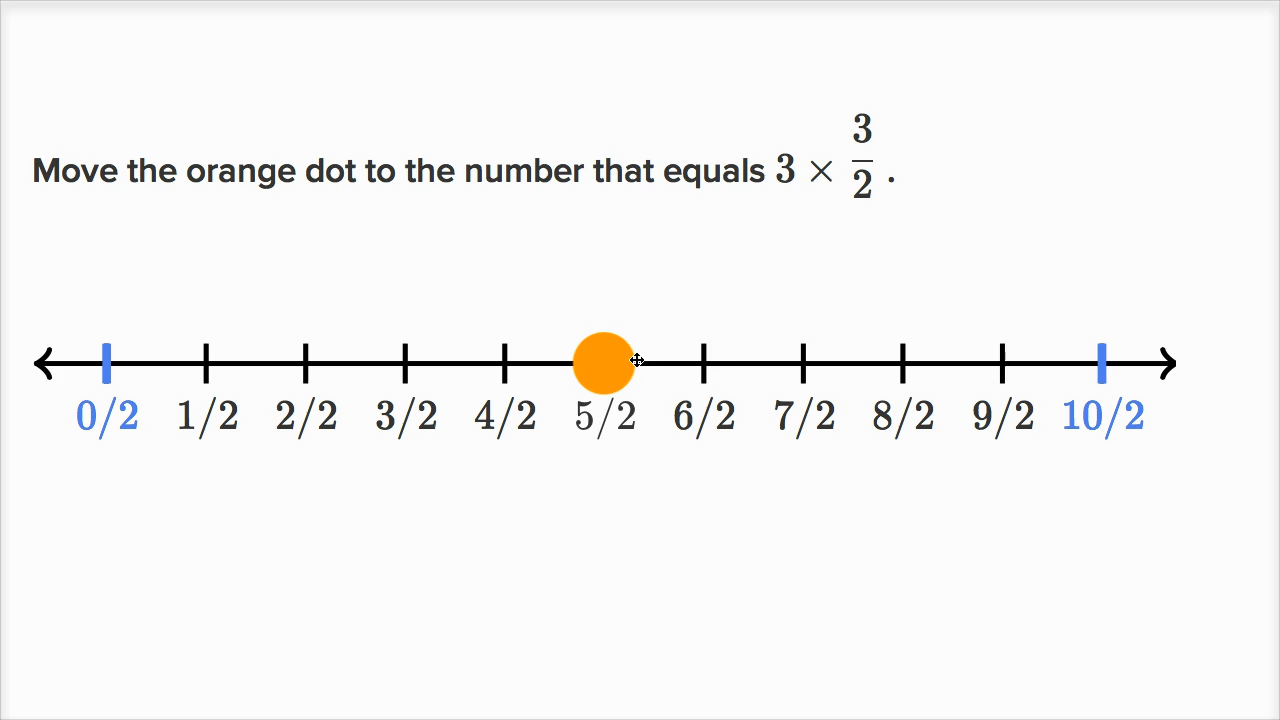 Move the orange dot to the number that equals 3 × 3/2 .
0/2 1/2 2/2 3/2 4/2 5/2 6/2 7/2 8/2 9/2 10/2